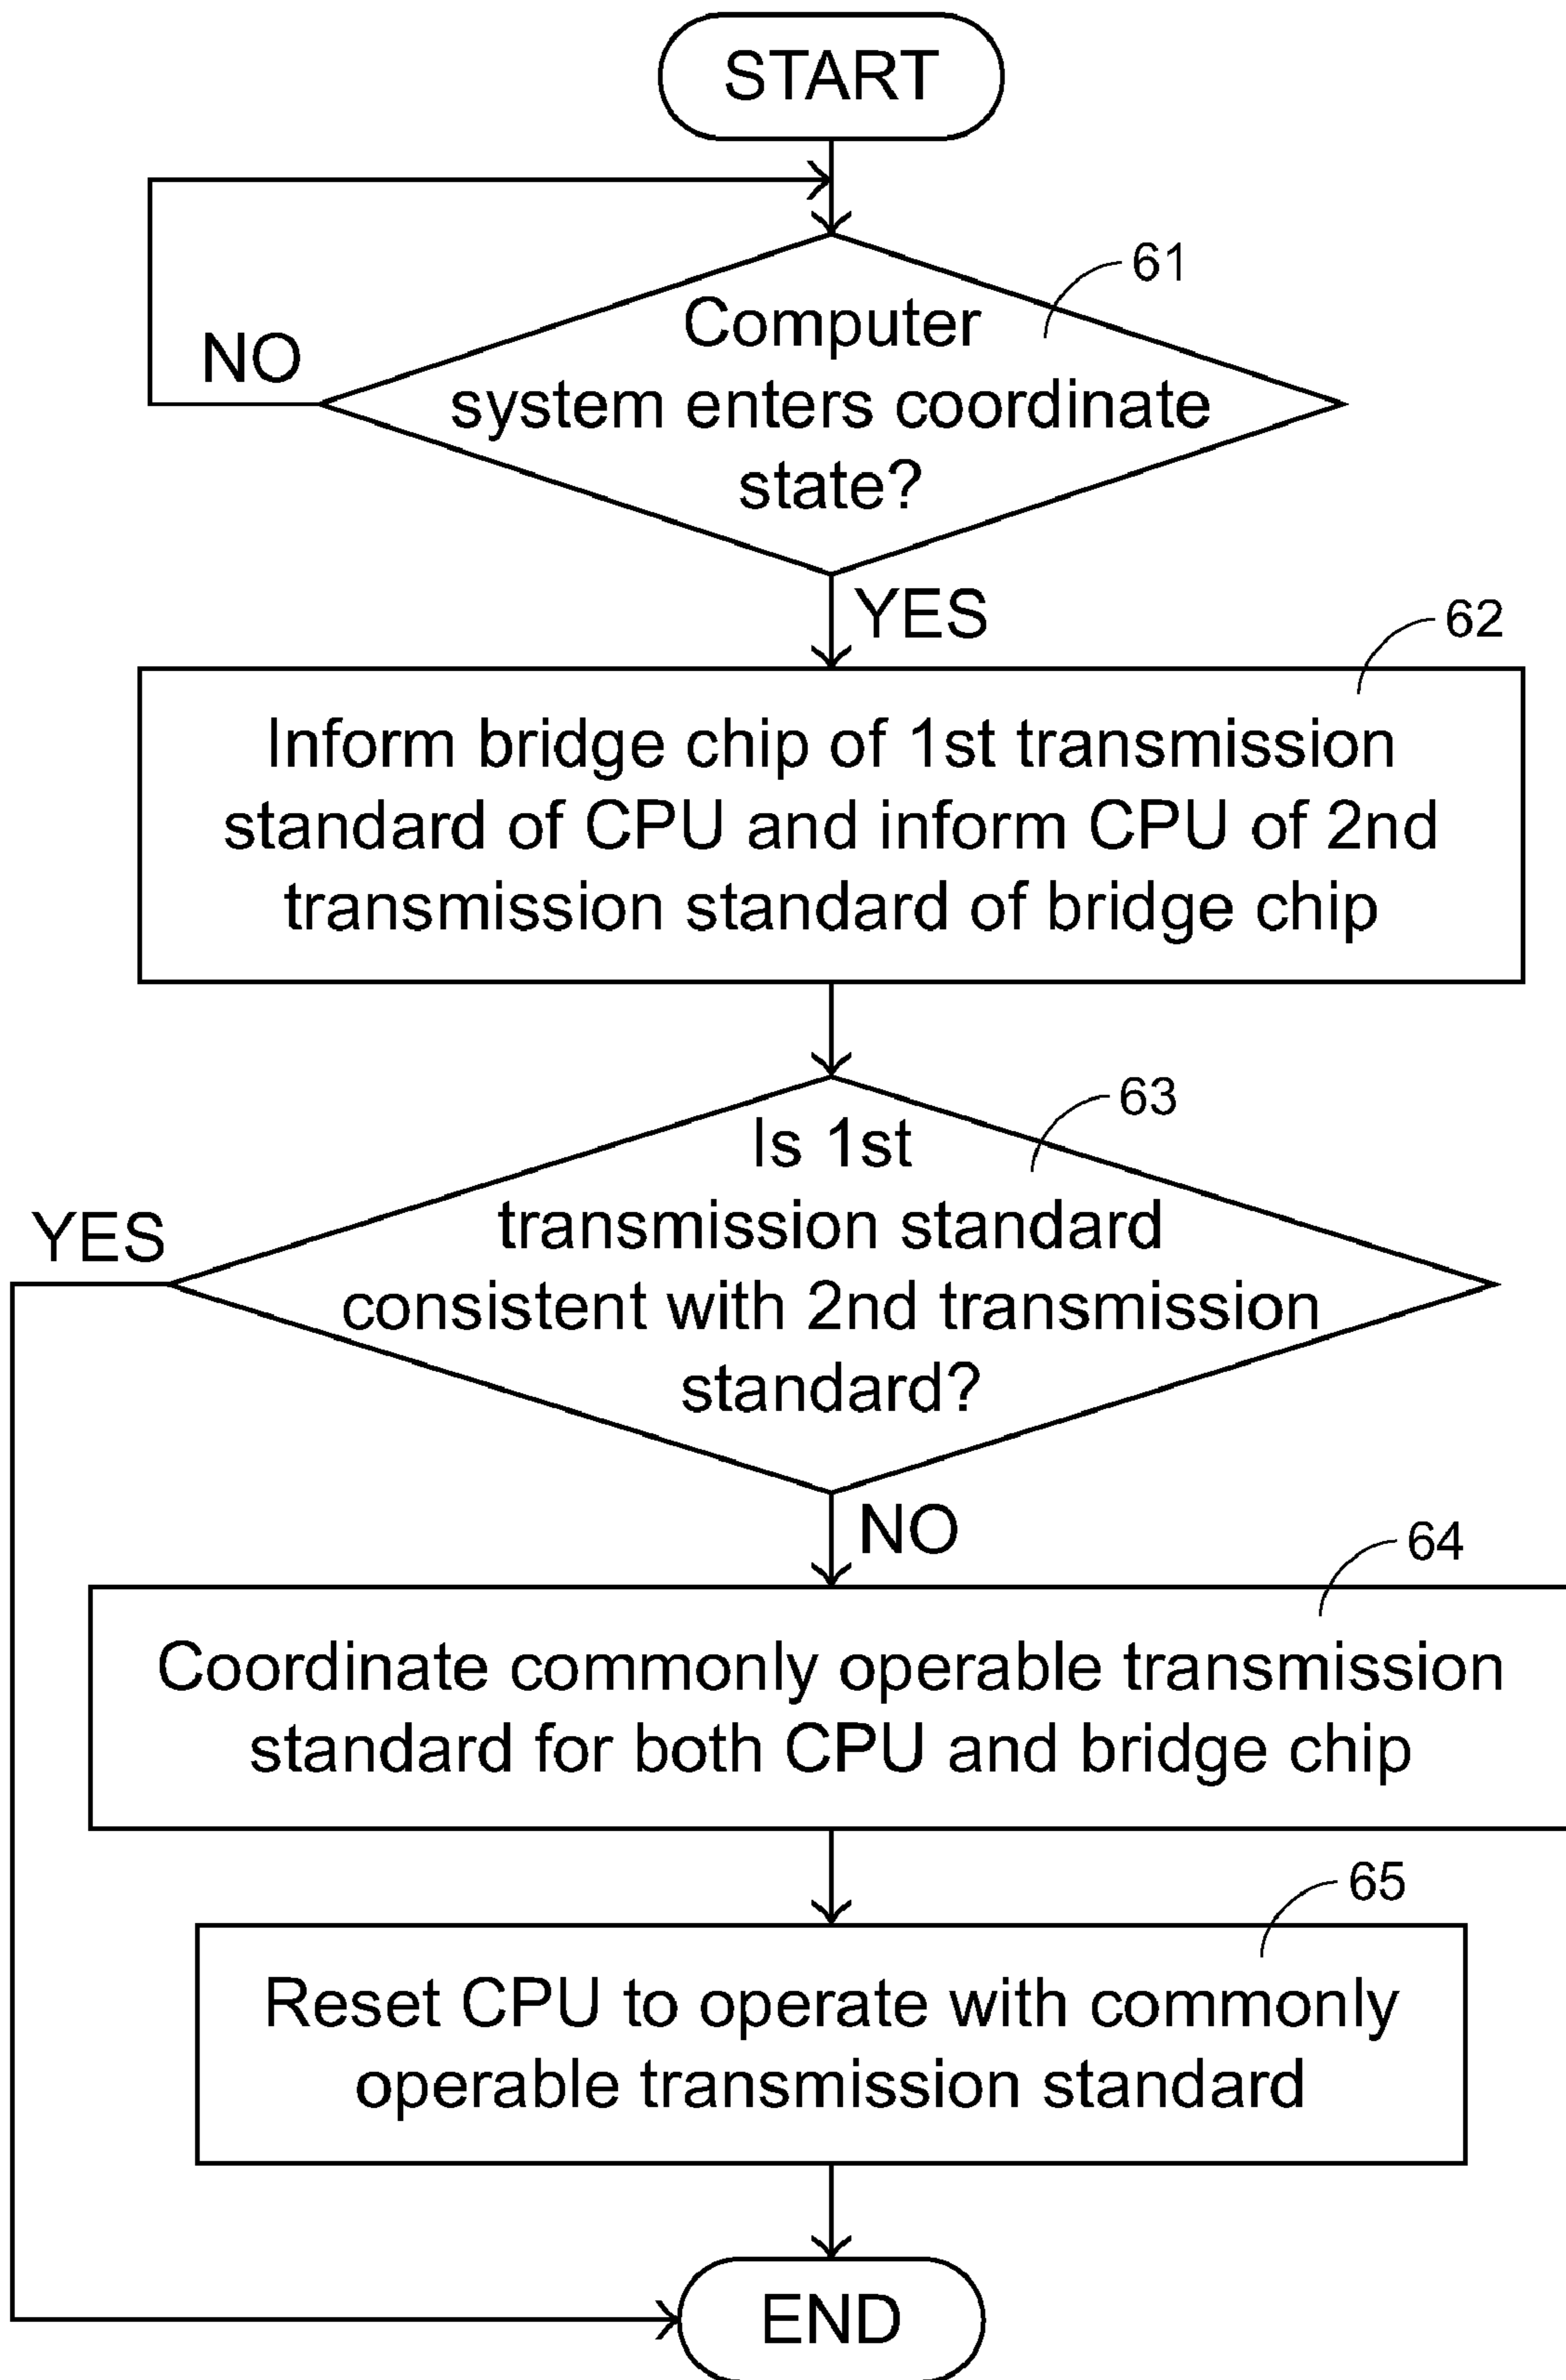 START
61
Computer
system enters coordinate
state?
NO
YES
62
Inform bridge chip of 1st transmission
standard of CPU and inform CPU of 2nd
transmission standard of bridge chip
63
Is 1st
transmission standard
consistent with 2nd transmission
standard?
YES
NO
64
Coordinate commonly operable transmission
standard for both CPU and bridge chip
65
Reset CPU to operate with commonly
operable transmission standard
END